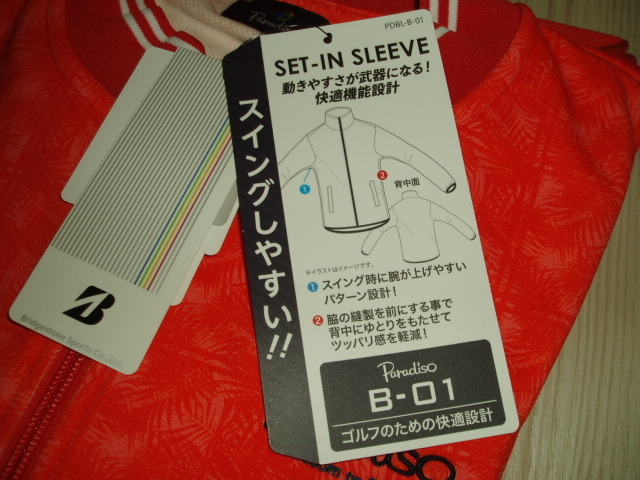 Paradiso
PDBL-B-01
SET-IN SLEEVE
動きやすさが武器になる!
快適機能設計
スイングしやすい!!
1
2
背中面
※イラストはイメージです。
1 スイング時に腕が上げやすい
パターン設計!
2 脇の縫製を前にする事で
背中にゆとりをもたせて
ツッパリ感を軽減!
Paradiso
B-01
ゴルフのための快適設計
B
Bridgestone Sports Co., Ltd.